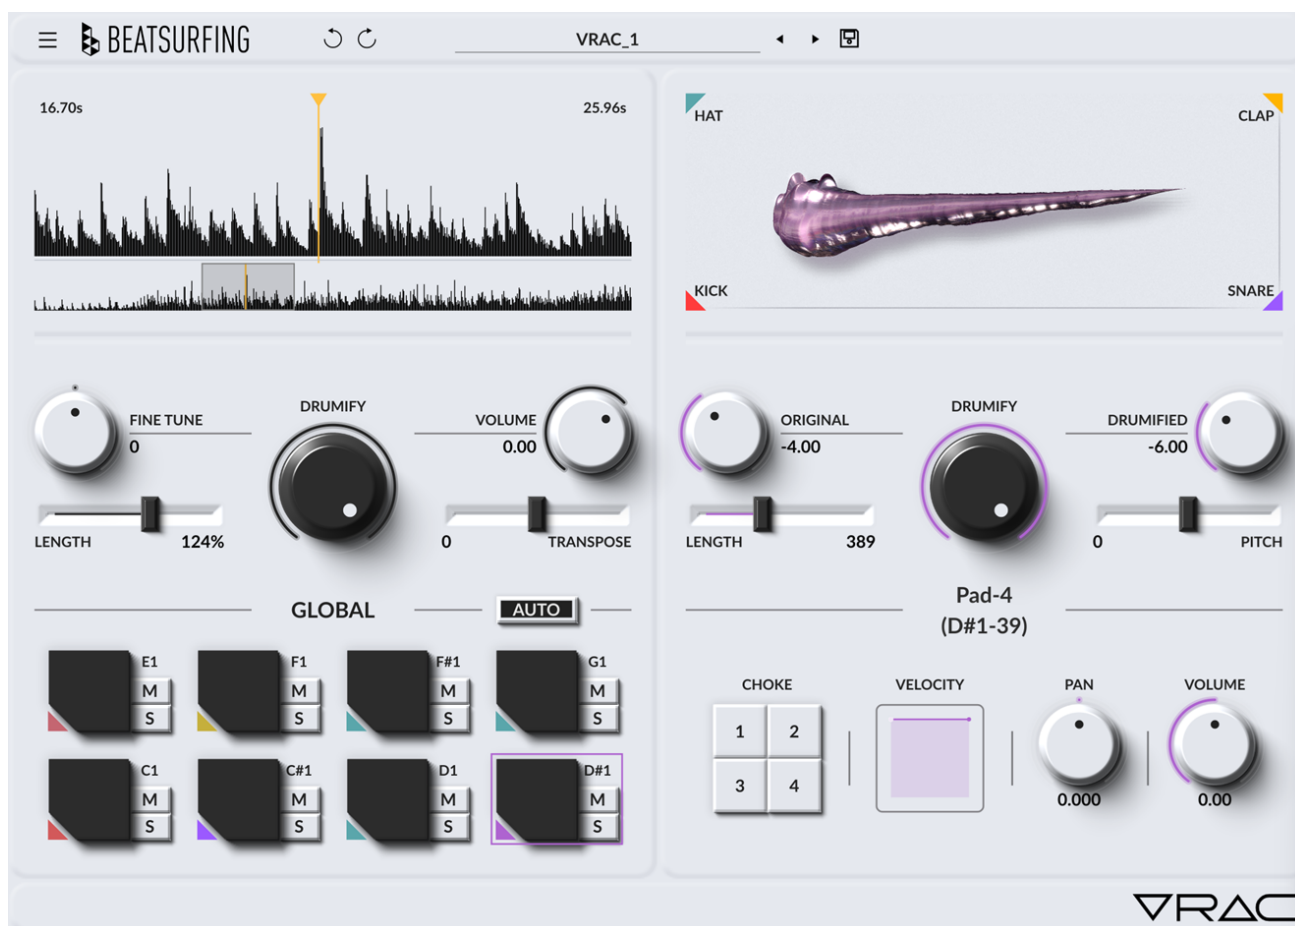 BEATSURFING
VRAC_1
16.70s
25.96s
HAT
CLAP
KICK
SNARE
FINE TUNE
0
DRUMIFY
VOLUME
0.00
LENGTH
124%
0
TRANSPOSE
ORIGINAL
-4.00
DRUMIFY
DRUMIFIED
-6.00
LENGTH
389
0
PITCH
GLOBAL
AUTO
Pad-4
(D#1-39)
E1
M
S
F1
M
S
F#1
M
S
G1
M
S
C1
M
S
C#1
M
S
D1
M
S
D#1
M
S
CHOKE
1 2
3 4
VELOCITY
PAN
0.000
VOLUME
0.00
VRAC